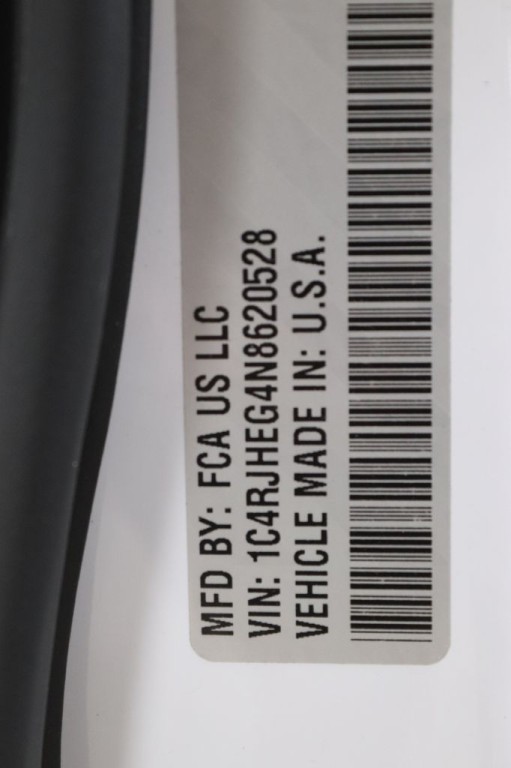 MFD BY: FCA US LLC
VIN: 1C4RJHEG4N8620528
VEHICLE MADE IN: U.S.A.